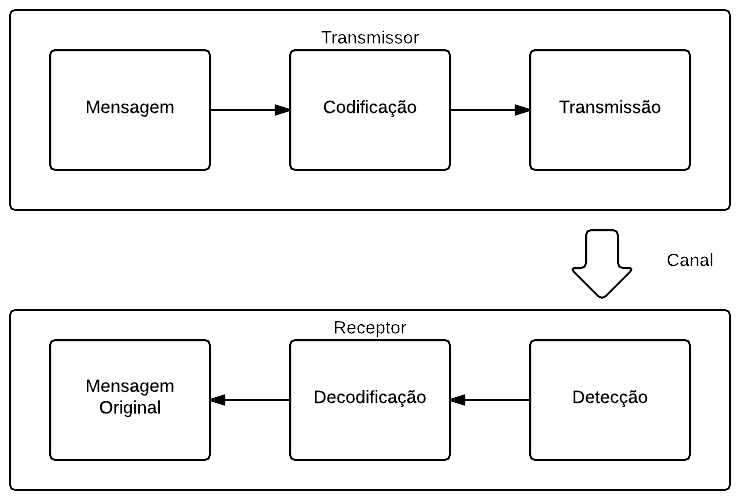 Transmissor
Mensagem
Codificação
Transmissão
Canal
Receptor
Mensagem
Original
Decodificação
Detecção